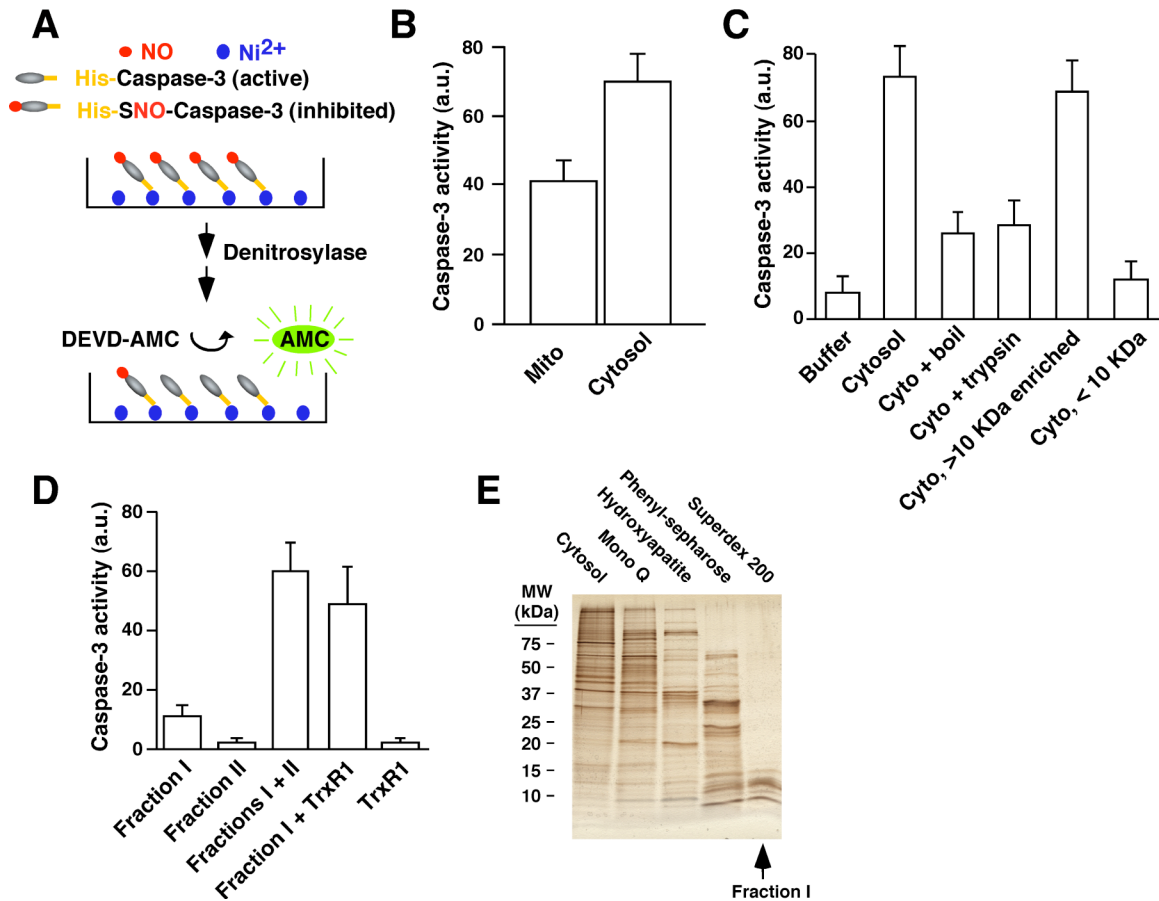 A
NO
Ni2+
His-Caspase-3 (active)
His-SNO-Caspase-3 (inhibited)
Denitrosylase
DEVD-AMC
AMC
B
Caspase-3 activity (a.u.)
80
60
40
20
0
Mito
Cytosol
C
Caspase-3 activity (a.u.)
80
60
40
20
0
Buffer
Cytosol
Cyto + boil
Cyto + trypsin
Cyto, >10 KDa enriched
Cyto, < 10 KDa
D
Caspase-3 activity (a.u.)
80
60
40
20
0
Fraction I
Fraction II
Fractions I + II
Fraction I + TrxR1
TrxR1
E
Cytosol
Mono Q
Hydroxyapatite
Phenyl-sepharose
Superdex 200
MW
(kDa)
75 –
50 –
37 –
25 –
20 –
15 –
10 –
Fraction I